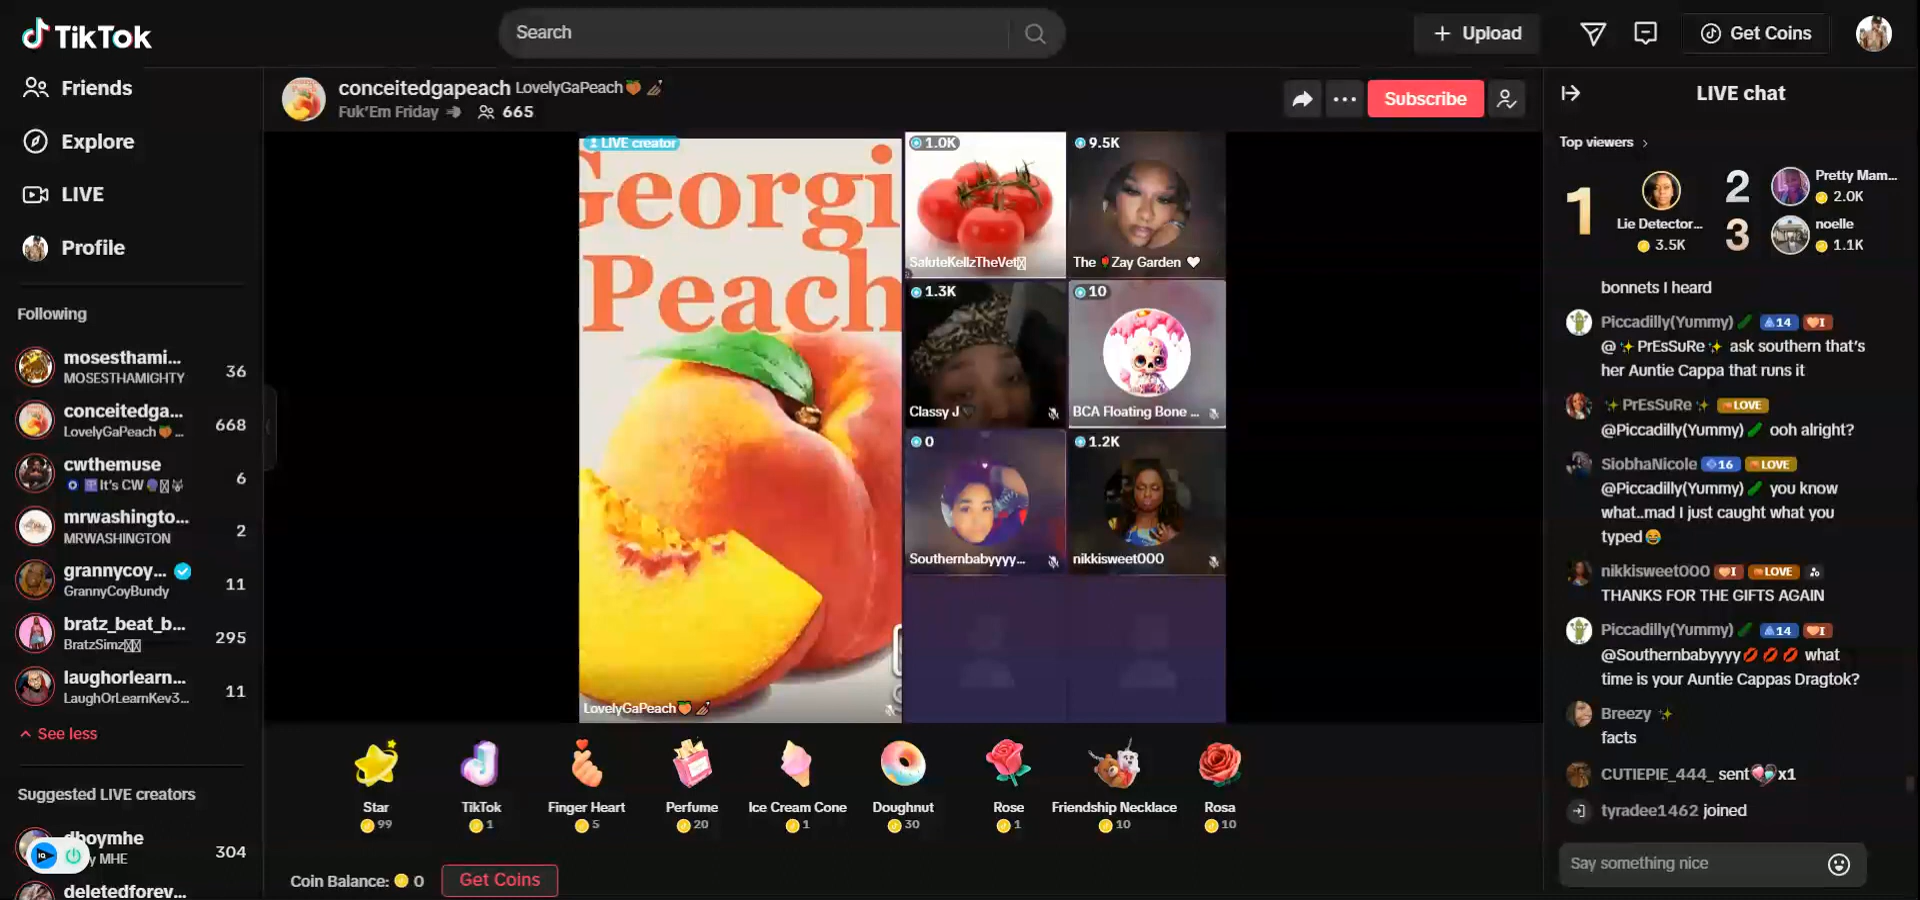 TikTok
Search
Upload
Get Coins
Friends
Explore
LIVE
Profile
Following
mosesthami...
MOSESTHAMIGHTY
36
conceitedga...
LovelyGaPeach🍑...
668
cwthemuse
It's CW
6
mrwashingto...
MRWASHINGTON
2
grannycoy...
GrannyCoyBundy
11
bratz_beat_b...
BratzSimz
295
laughorlearn...
LaughOrLearnKev3...
11
See less
Suggested LIVE creators
dboymhe
y MHE
304
deletedforev...
conceitedgapeach LovelyGaPeach🍑
Fuk'Em Friday
665
Subscribe
LIVE creator
Georgi
Peach
LovelyGaPeach🍑
1.0K
SaluteKellzTheVet
9.5K
The 🌹Zay Garden 🤍
1.3K
Classy J
10
BCA Floating Bone ...
0
Southernbabyyyy...
1.2K
nikkisweet000
Star
99
TikTok
1
Finger Heart
5
Perfume
20
Ice Cream Cone
1
Doughnut
30
Rose
1
Friendship Necklace
10
Rosa
10
Coin Balance: 0
Get Coins
LIVE chat
Top viewers
1
Lie Detector...
3.5K
2
Pretty Mam...
2.0K
3
noelle
1.1K
bonnets I heard
Piccadilly(Yummy)🥒 14 I
@✨PrEsSuRe✨ ask southern that's
her Auntie Cappa that runs it
✨PrEsSuRe✨ LOVE
@Piccadilly(Yummy)🥒 ooh alright?
SiobhaNicole 16 LOVE
@Piccadilly(Yummy)🥒 you know
what..mad I just caught what you
typed😂
nikkisweet000 I LOVE
THANKS FOR THE GIFTS AGAIN
Piccadilly(Yummy)🥒 14 I
@Southernbabyyyy💋💋💋 what
time is your Auntie Cappas Dragtok?
Breezy ✨
facts
CUTIEPIE_444_ sent x1
tyradee1462 joined
Say something nice